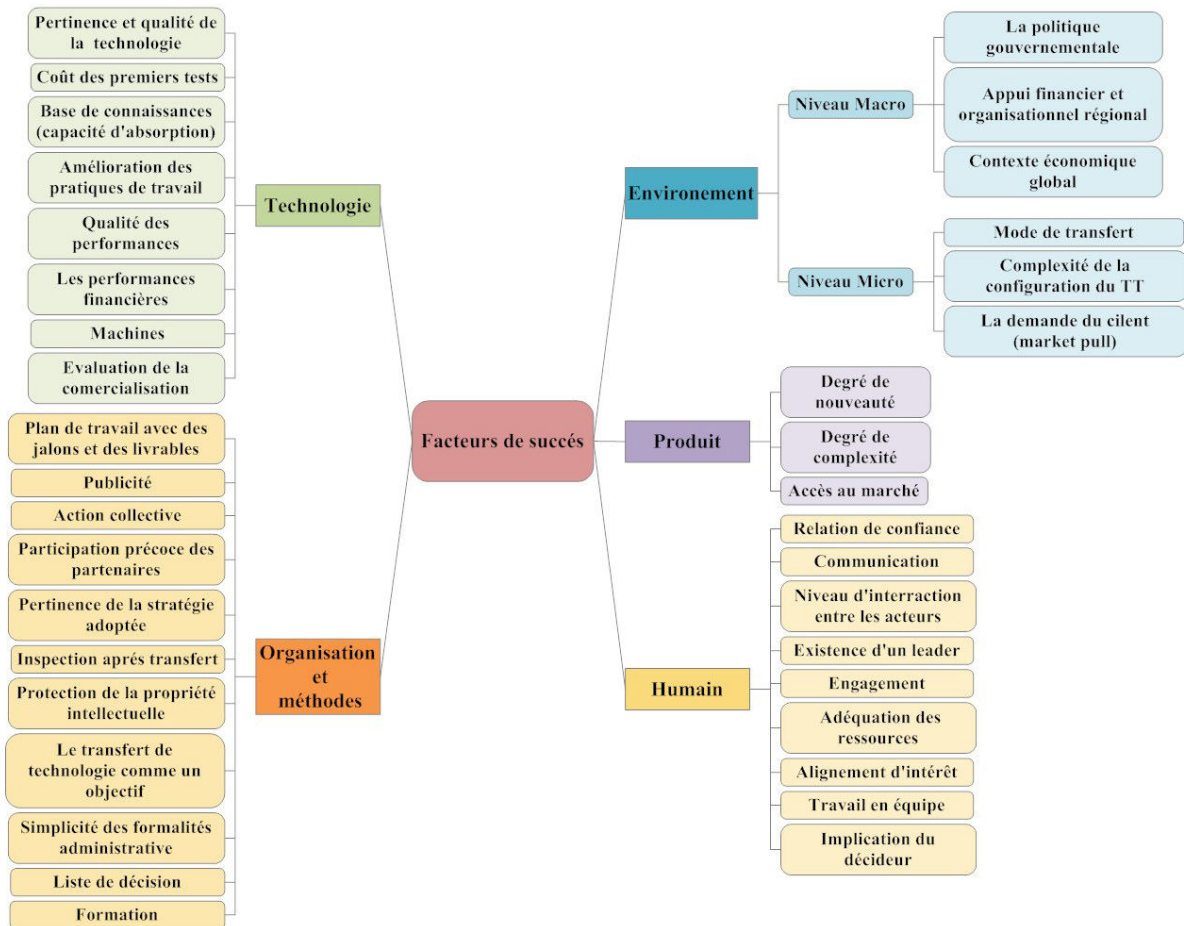 Pertinence et qualité de
la technologie
Coût des premiers tests
Base de connaissances
(capacité d'absorption)
Amélioration des
pratiques de travail
Qualité des
performances
Les performances
financières
Machines
Evaluation de la
comercialisation
Technologie
Plan de travail avec des
jalons et des livrables
Publicité
Action collective
Participation précoce des
partenaires
Pertinence de la stratégie
adoptée
Inspection aprés transfert
Protection de la propriété
intellectuelle
Le transfert de
technologie comme un
objectif
Simplicité des formalités
administrative
Liste de décision
Formation
Organisation
et
méthodes
Facteurs de succés
Environement
Niveau Macro
La politique
gouvernementale
Appui financier et
organisationnel régional
Contexte économique
global
Niveau Micro
Mode de transfert
Complexité de la
configuration du TT
La demande du cilent
(market pull)
Produit
Degré de
nouveauté
Degré de
complexité
Accès au marché
Humain
Relation de confiance
Communication
Niveau d'interraction
entre les acteurs
Existence d'un leader
Engagement
Adéquation des
ressources
Alignement d'intérêt
Travail en équipe
Implication du
décideur